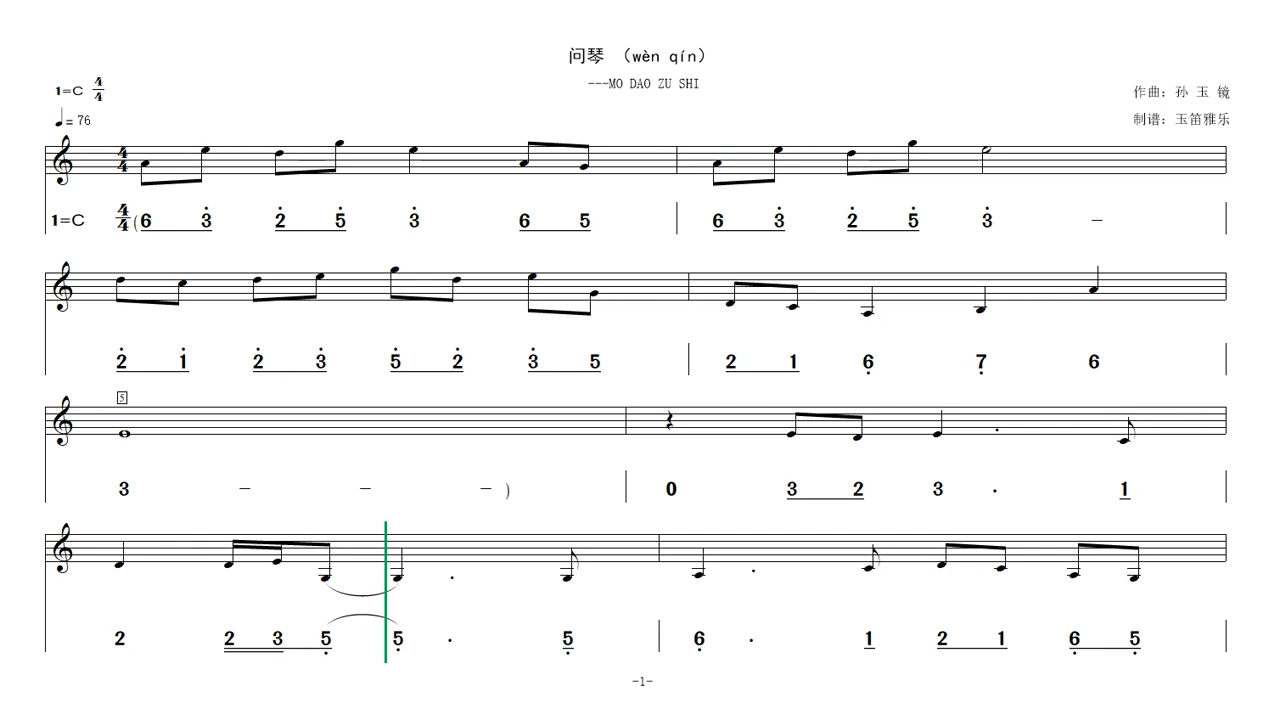 问琴 （wèn qín）
---MO DAO ZU SHI
1=C 4/4
作曲: 孙 玉 镜
= 76
制谱: 玉笛雅乐
1=C 4/4 (6 3 2 5 3 6 5 | 6 3 2 5 3 –
2 1 2 3 5 2 3 5 | 2 1 6 7 6
5
3 – – – ) | 0 3 2 3 · 1
2 2 3 5 5 · 5 | 6 · 1 2 1 6 5
-1-